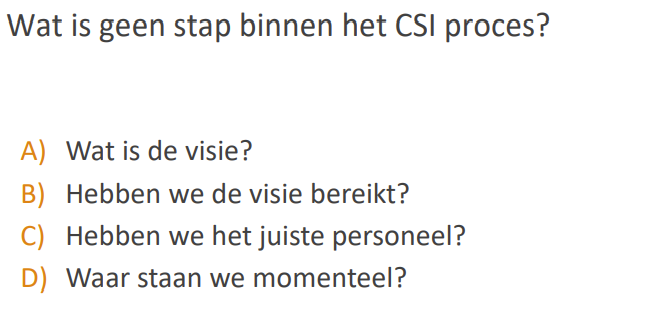 Wat is geen stap binnen het CSI proces?
A) Wat is de visie?
B) Hebben we de visie bereikt?
C) Hebben we het juiste personeel?
D) Waar staan we momenteel?